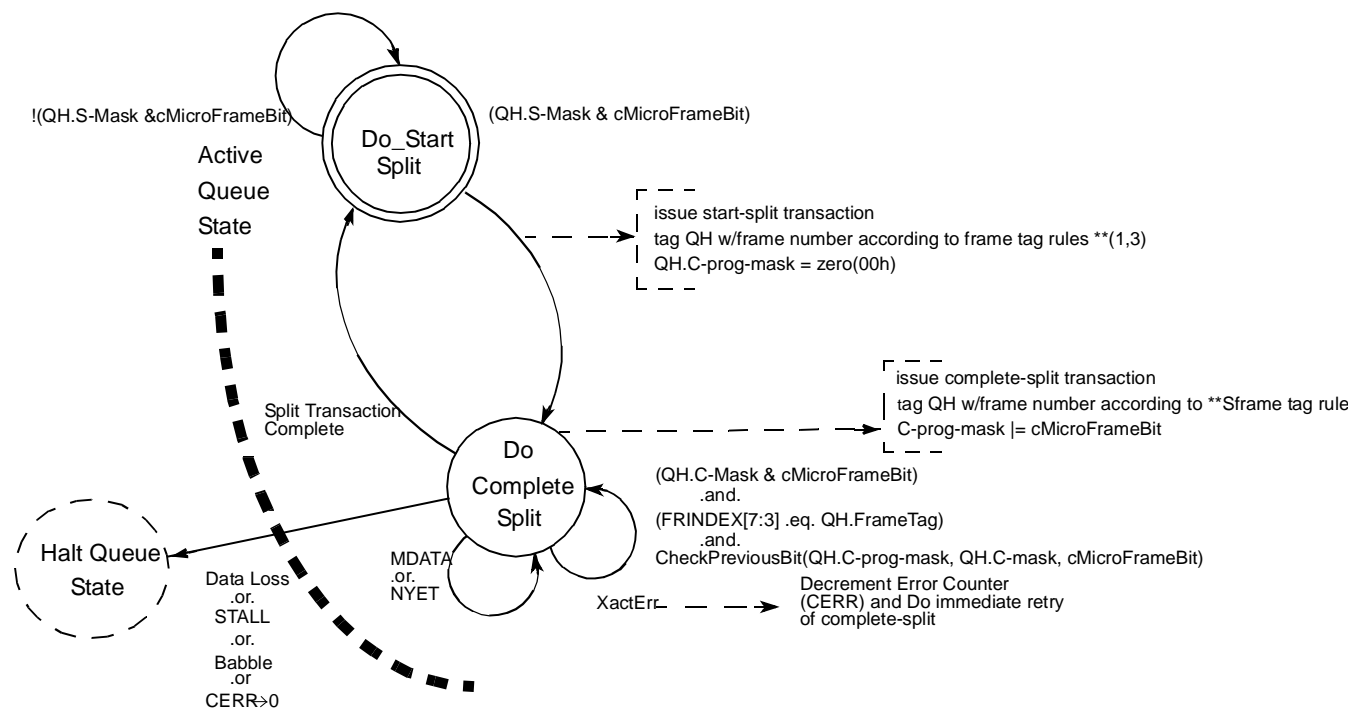 !(QH.S-Mask &cMicroFrameBit)
(QH.S-Mask & cMicroFrameBit)
Do_Start
Split
Active
Queue
State
issue start-split transaction
tag QH w/frame number according to frame tag rules **(1,3)
QH.C-prog-mask = zero(00h)
issue complete-split transaction
tag QH w/frame number according to **Sframe tag rule
C-prog-mask |= cMicroFrameBit
Split Transaction
Complete
Do
Complete
Split
(QH.C-Mask & cMicroFrameBit)
.and.
(FRINDEX[7:3] .eq. QH.FrameTag)
.and.
CheckPreviousBit(QH.C-prog-mask, QH.C-mask, cMicroFrameBit)
Halt Queue
State
MDATA
.or.
NYET
XactErr
Decrement Error Counter
(CERR) and Do immediate retry
of complete-split
Data Loss
.or.
STALL
.or.
Babble
.or
CERR→0